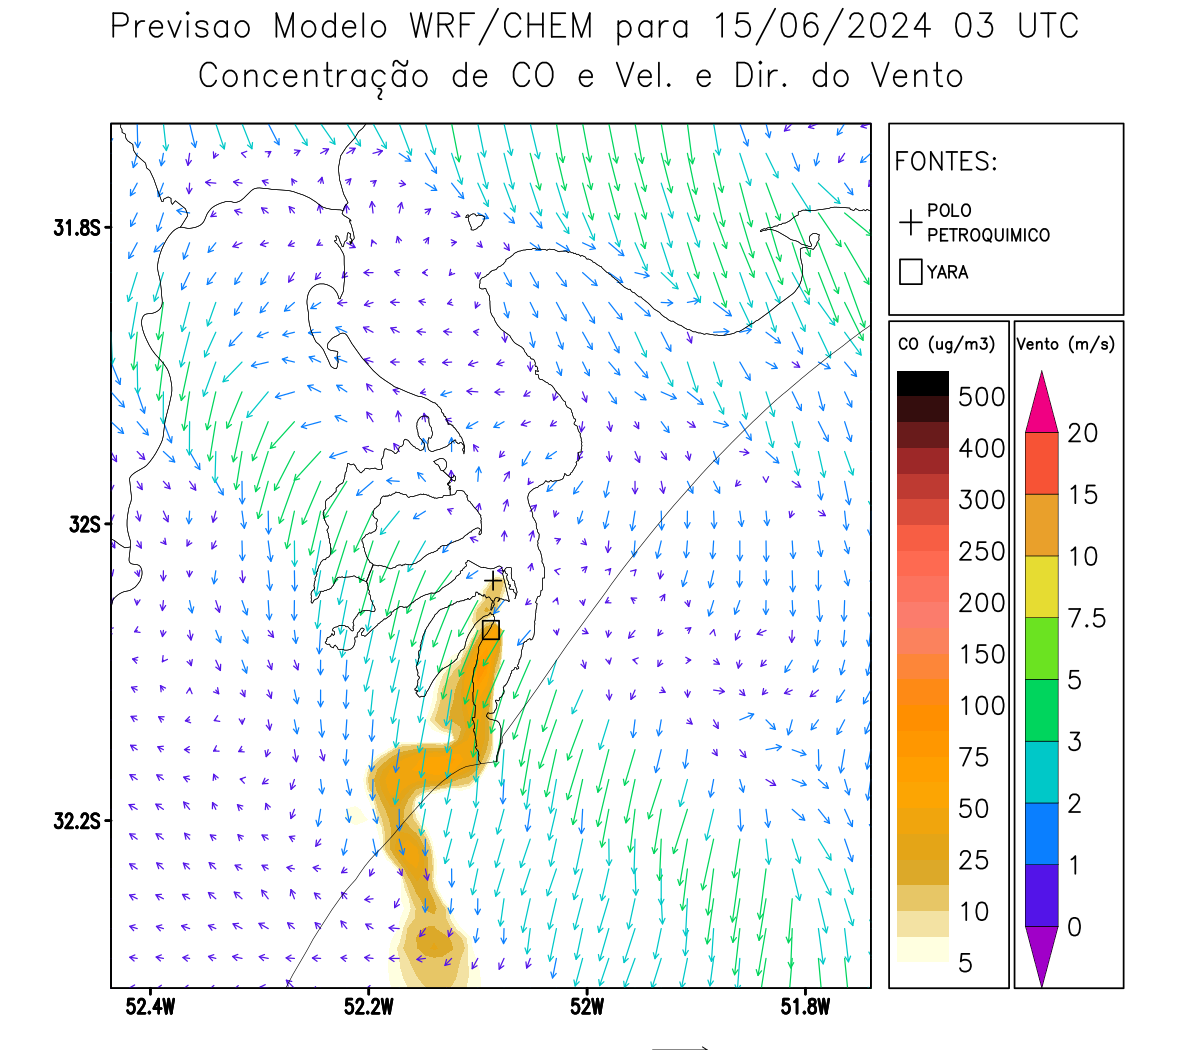 Previsao Modelo WRF/CHEM para 15/06/2024 03 UTC
Concentração de CO e Vel. e Dir. do Vento
FONTES:
POLO
PETROQUIMICO
YARA
CO (ug/m3)
500
400
300
250
200
150
100
75
50
25
10
5
Vento (m/s)
20
15
10
7.5
5
3
2
1
0
31.8S
32S
32.2S
52.4W
52.2W
52W
51.8W